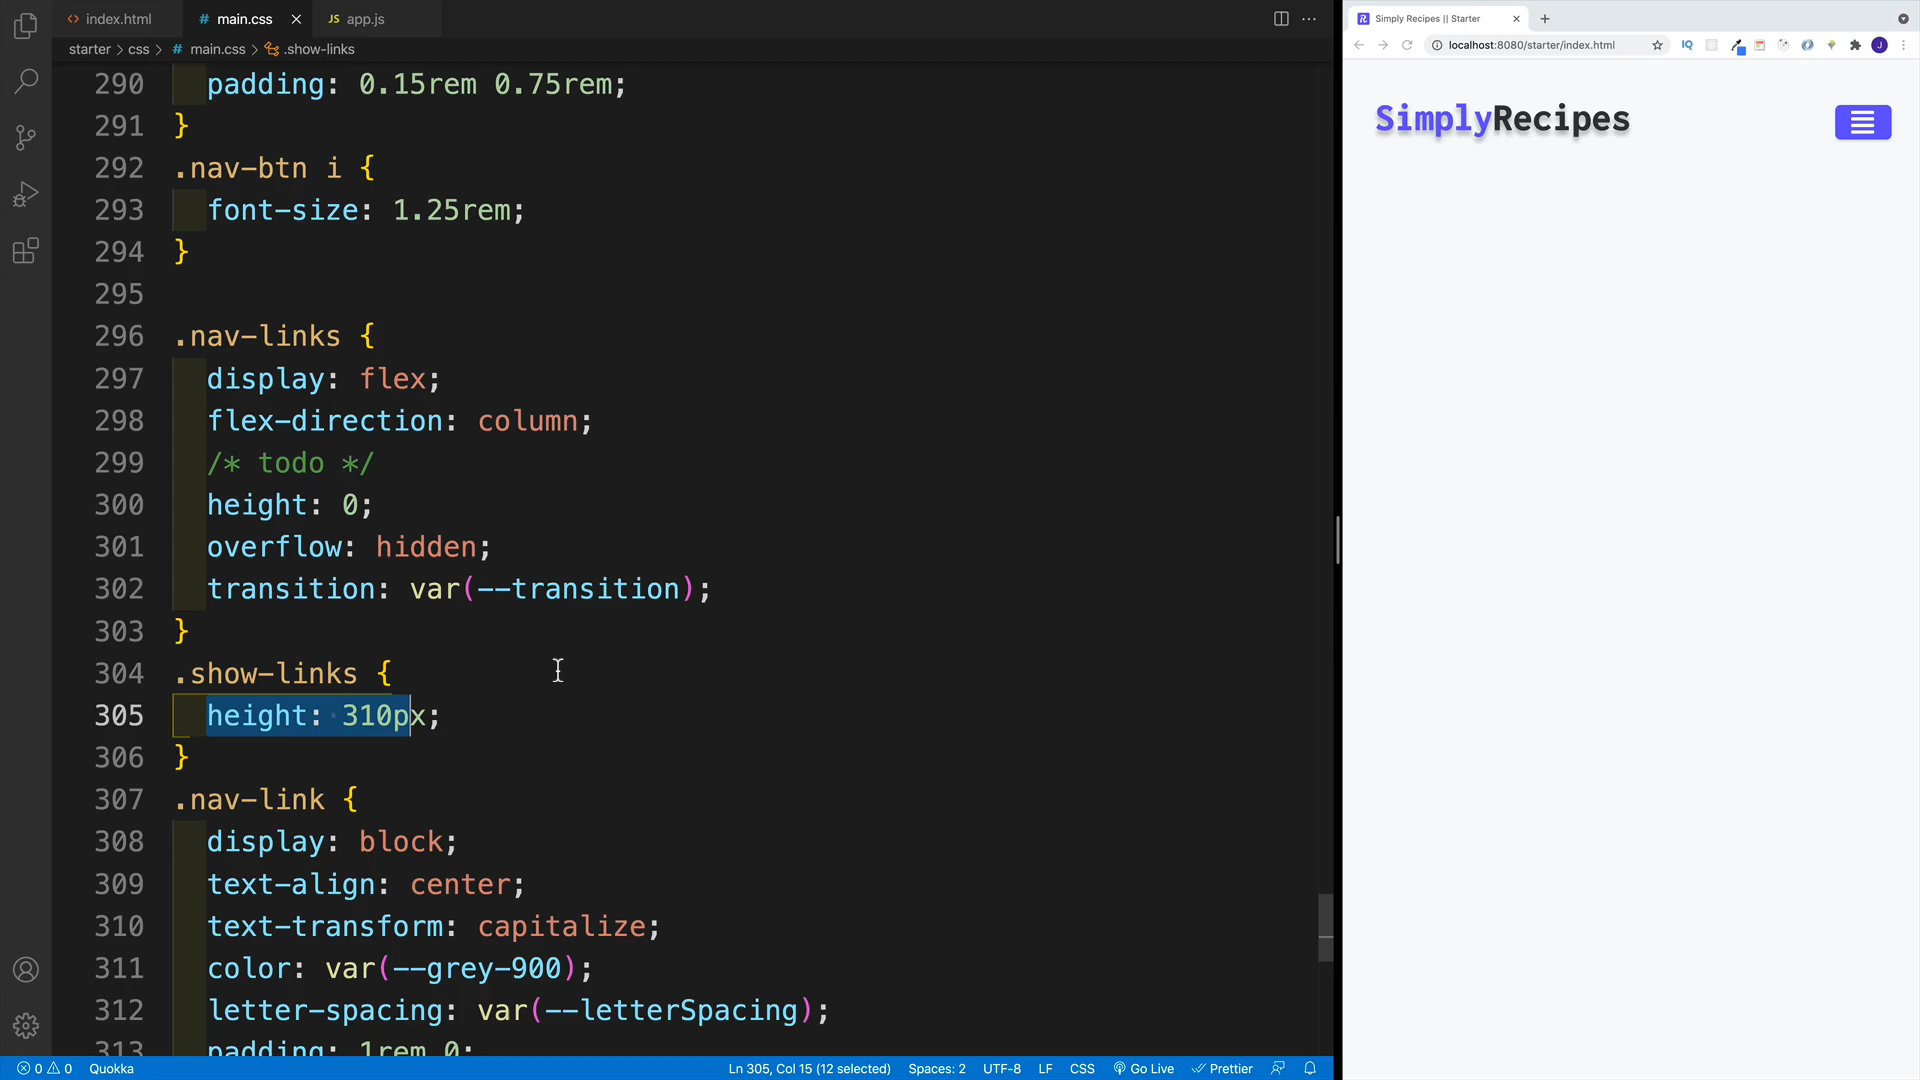 index.html
main.css
app.js
starter > css > # main.css > .show-links
290 padding: 0.15rem 0.75rem;
291 }
292 .nav-btn i {
293 font-size: 1.25rem;
294 }
295
296 .nav-links {
297 display: flex;
298 flex-direction: column;
299 /* todo */
300 height: 0;
301 overflow: hidden;
302 transition: var(--transition);
303 }
304 .show-links {
305 height: 310px;
306 }
307 .nav-link {
308 display: block;
309 text-align: center;
310 text-transform: capitalize;
311 color: var(--grey-900);
312 letter-spacing: var(--letterSpacing);
313 padding: 1rem 0;
0 0 Quokka
Ln 305, Col 15 (12 selected) Spaces: 2 UTF-8 LF CSS Go Live Prettier
Simply Recipes || Starter
localhost:8080/starter/index.html
IQ
J
SimplyRecipes